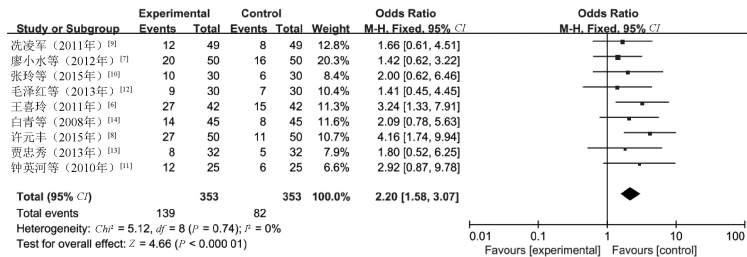 Experimental Control Odds Ratio Odds Ratio
Study or Subgroup Events Total Events Total Weight M-H, Fixed, 95% CI M-H, Fixed, 95% CI
冼凌军（2011年）[9] 12 49 8 49 12.8% 1.66 [0.61, 4.51]
廖小水等（2012年）[7] 20 50 16 50 20.3% 1.42 [0.62, 3.22]
张玲等（2015年）[10] 10 30 6 30 8.4% 2.00 [0.62, 6.46]
毛泽红等（2013年）[12] 9 30 7 30 10.3% 1.41 [0.45, 4.45]
王喜玲（2011年）[6] 27 42 15 42 11.3% 3.24 [1.33, 7.91]
白青等（2008年）[14] 14 45 8 45 11.6% 2.09 [0.78, 5.63]
许元丰（2015年）[8] 27 50 11 50 10.7% 4.16 [1.74, 9.94]
贾忠秀（2013年）[13] 8 32 5 32 7.9% 1.80 [0.52, 6.25]
钟英河等（2010年）[11] 12 25 6 25 6.6% 2.92 [0.87, 9.78]
Total (95% CI) 353 353 100.0% 2.20 [1.58, 3.07]
Total events 139 82
Heterogeneity: Chi² = 5.12, df = 8 (P = 0.74); I² = 0%
Test for overall effect: Z = 4.66 (P < 0.000 01)
0.01 0.1 1 10 100
Favours [experimental] Favours [control]